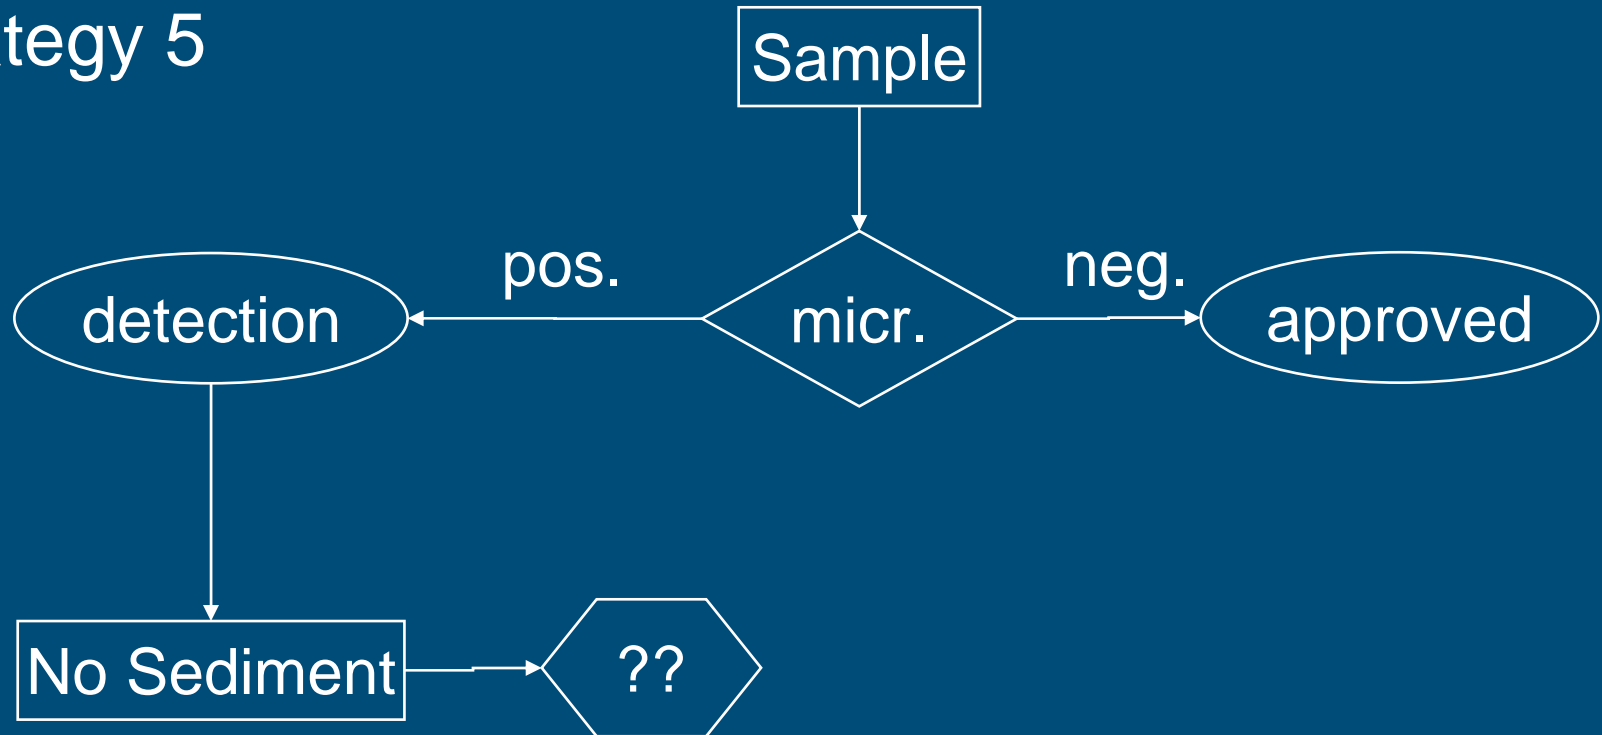 tegy 5
Sample
pos.
neg.
detection
micr.
approved
No Sediment
??